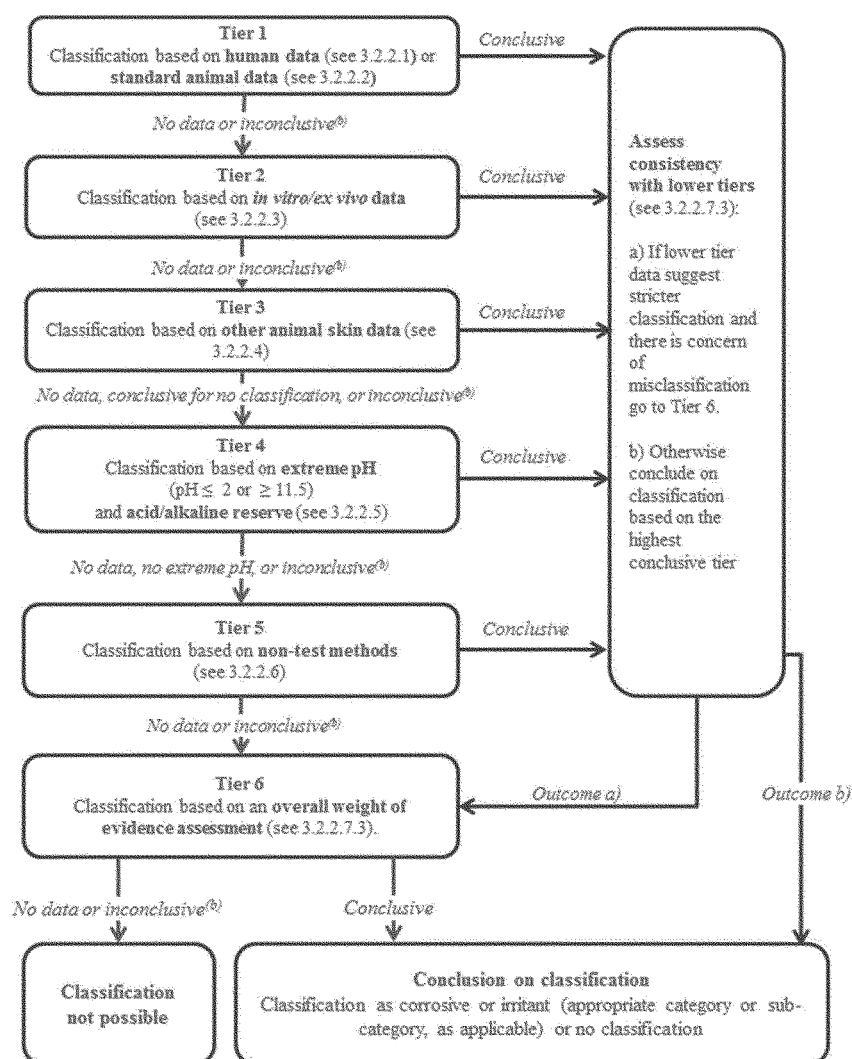 Tier 1
Classification based on human data (see 3.2.2.1) or
standard animal data (see 3.2.2.2)
Conclusive
No data or inconclusive(b)
Tier 2
Classification based on in vitro/ex vivo data
(see 3.2.2.3)
Conclusive
No data or inconclusive(b)
Tier 3
Classification based on other animal skin data (see
3.2.2.4)
Conclusive
No data, conclusive for no classification, or inconclusive(b)
Tier 4
Classification based on extreme pH
(pH ≤ 2 or ≥ 11.5)
and acid/alkaline reserve (see 3.2.2.5)
Conclusive
No data, no extreme pH, or inconclusive(b)
Tier 5
Classification based on non-test methods
(see 3.2.2.6)
Conclusive
No data or inconclusive(b)
Assess
consistency
with lower tiers
(see 3.2.2.7.3):
a) If lower tier
data suggest
stricter
classification and
there is concern
of
misclassification
go to Tier 6.
b) Otherwise
conclude on
classification
based on the
highest
conclusive tier
Tier 6
Classification based on an overall weight of
evidence assessment (see 3.2.2.7.3).
Outcome a)
Outcome b)
No data or inconclusive(b)
Conclusive
Classification
not possible
Conclusion on classification
Classification as corrosive or irritant (appropriate category or sub-
category, as applicable) or no classification